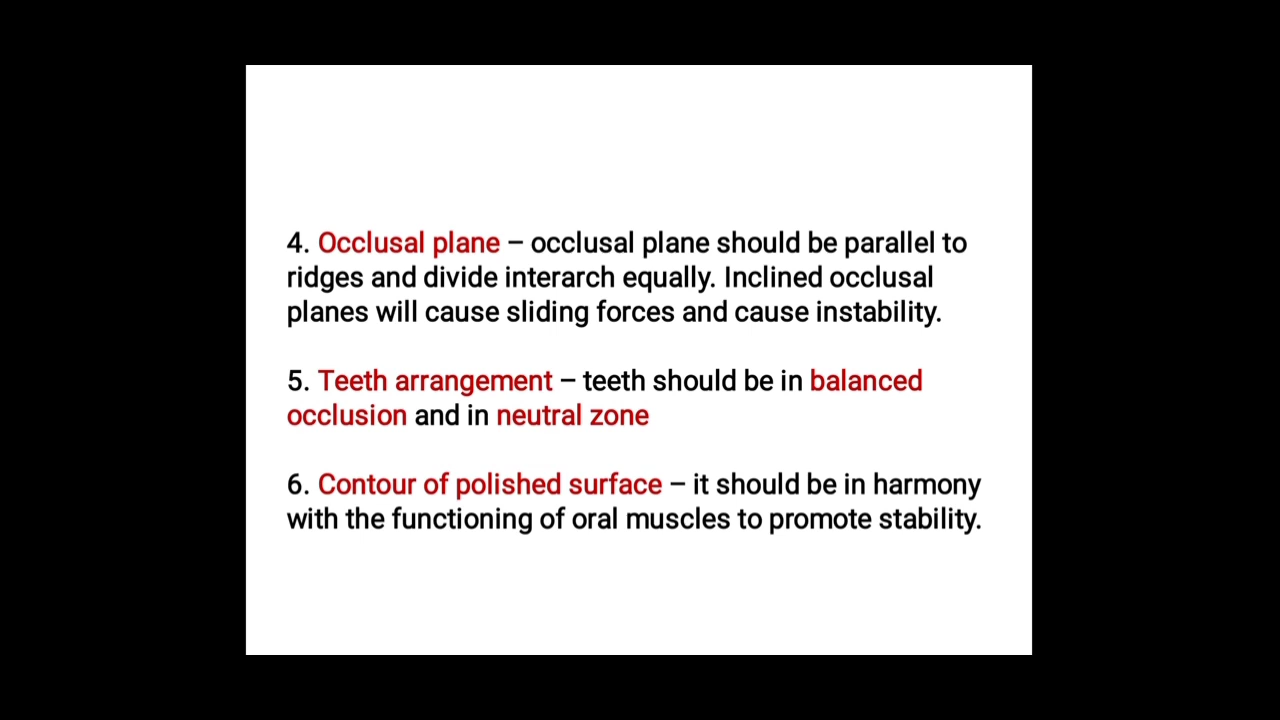 4. Occlusal plane – occlusal plane should be parallel to
ridges and divide interarch equally. Inclined occlusal
planes will cause sliding forces and cause instability.
5. Teeth arrangement – teeth should be in balanced
occlusion and in neutral zone
6. Contour of polished surface – it should be in harmony
with the functioning of oral muscles to promote stability.